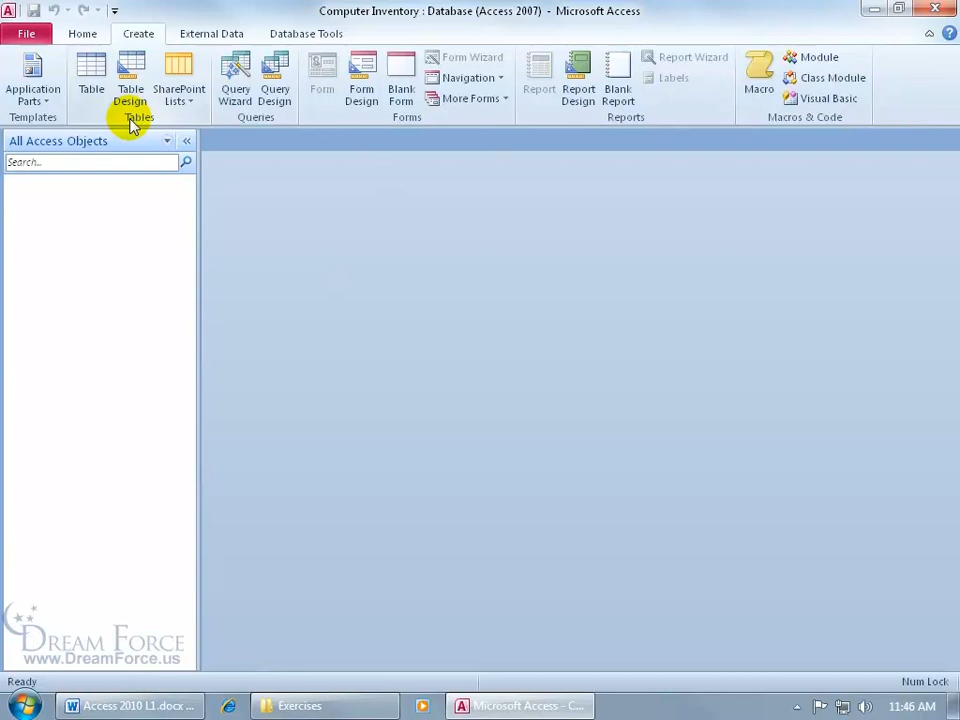 Computer Inventory : Database (Access 2007) - Microsoft Access
File Home Create External Data Database Tools
Application Parts
Table
Table Design
SharePoint Lists
Query Wizard
Query Design
Form
Form Design
Blank Form
Form Wizard
Navigation
More Forms
Report
Report Design
Blank Report
Report Wizard
Labels
Macro
Module
Class Module
Visual Basic
Templates Tables Queries Forms Reports Macros & Code
All Access Objects
Search...
DREAM FORCE
www.DreamForce.us
Ready
Num Lock
Access 2010 L1.docx ...
Exercises
Microsoft Access - C...
11:46 AM